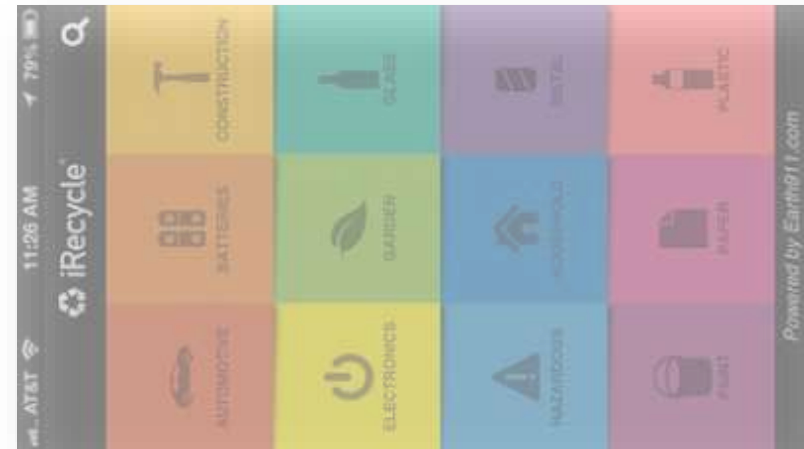 AT&T 11:26 AM 79%
iRecycle
AUTOMOTIVE BATTERIES CONSTRUCTION
ELECTRONICS GARDEN GLASS
HAZARDOUS HOUSEHOLD METAL
PAINT PAPER PLASTIC
Powered by Earth911.com